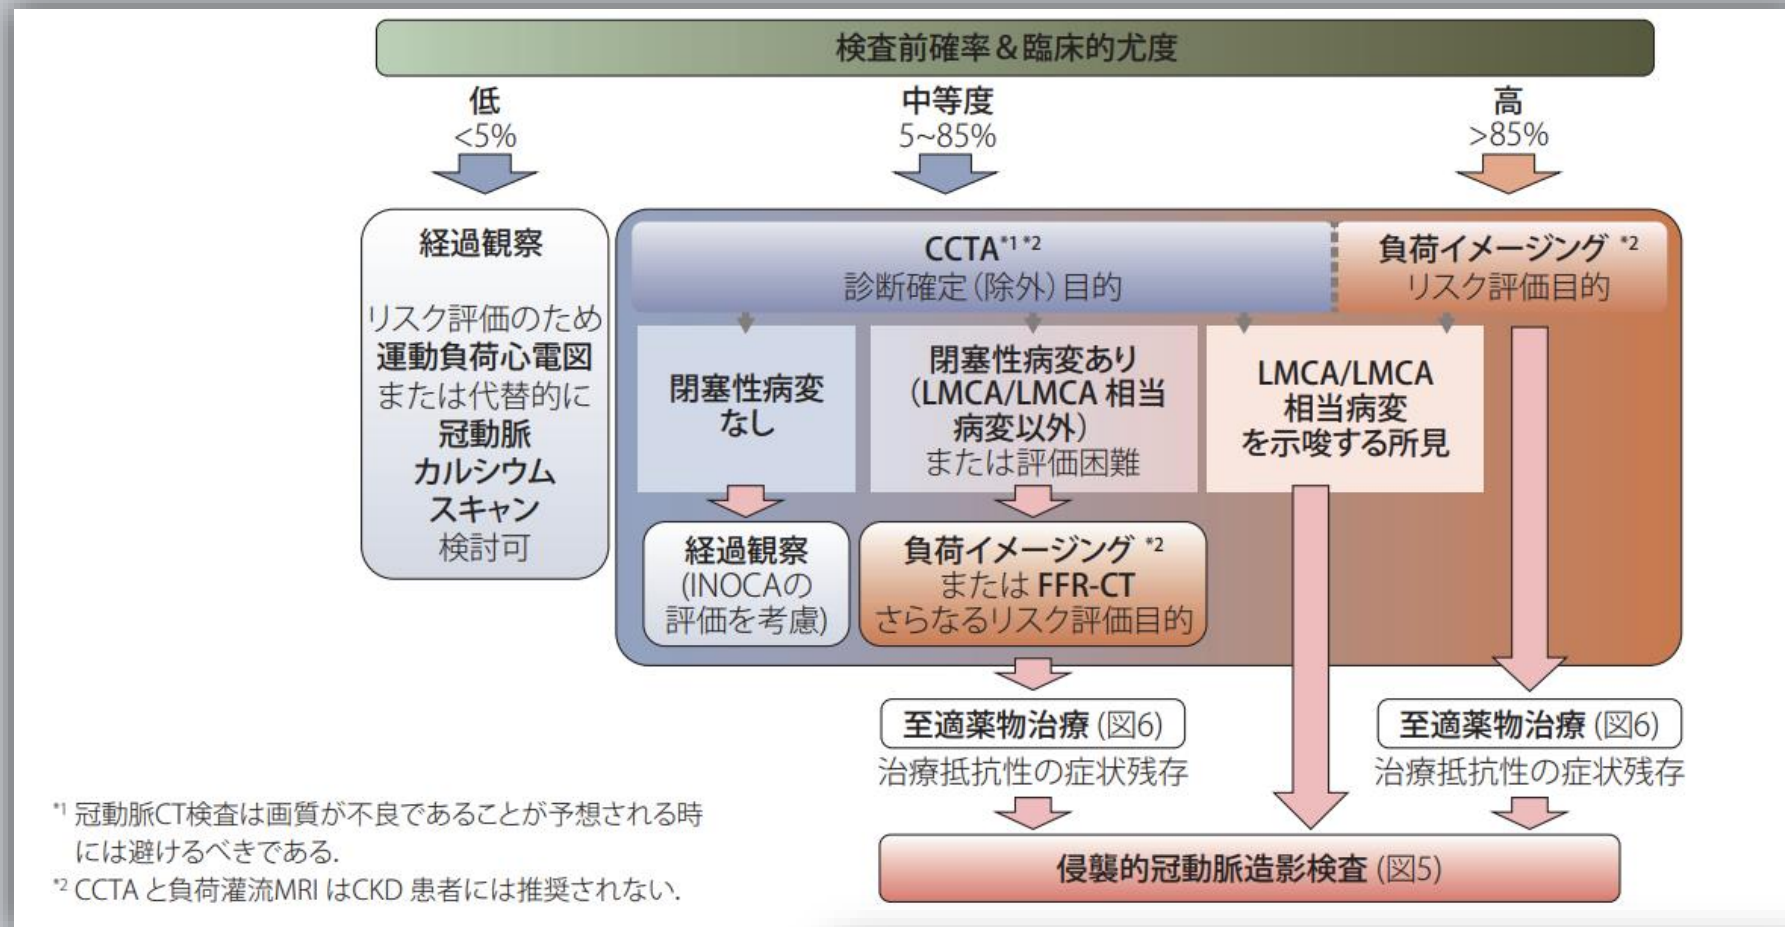 検査前確率＆臨床的尤度
低
<5%
中等度
5~85%
高
>85%
経過観察
リスク評価のため
運動負荷心電図
または代替的に
冠動脈
カルシウム
スキャン
検討可
CCTA*1 *2
診断確定（除外）目的
負荷イメージング *2
リスク評価目的
閉塞性病変
なし
閉塞性病変あり
（LMCA/LMCA 相当
病変以外）
または評価困難
LMCA/LMCA
相当病変
を示唆する所見
経過観察
(INOCAの
評価を考慮)
負荷イメージング *2
または FFR-CT
さらなるリスク評価目的
至適薬物治療 (図6)
治療抵抗性の症状残存
至適薬物治療 (図6)
治療抵抗性の症状残存
侵襲的冠動脈造影検査 (図5)
*1 冠動脈CT検査は画質が不良であることが予想される時
には避けるべきである.
*2 CCTA と負荷灌流MRI はCKD 患者には推奨されない.